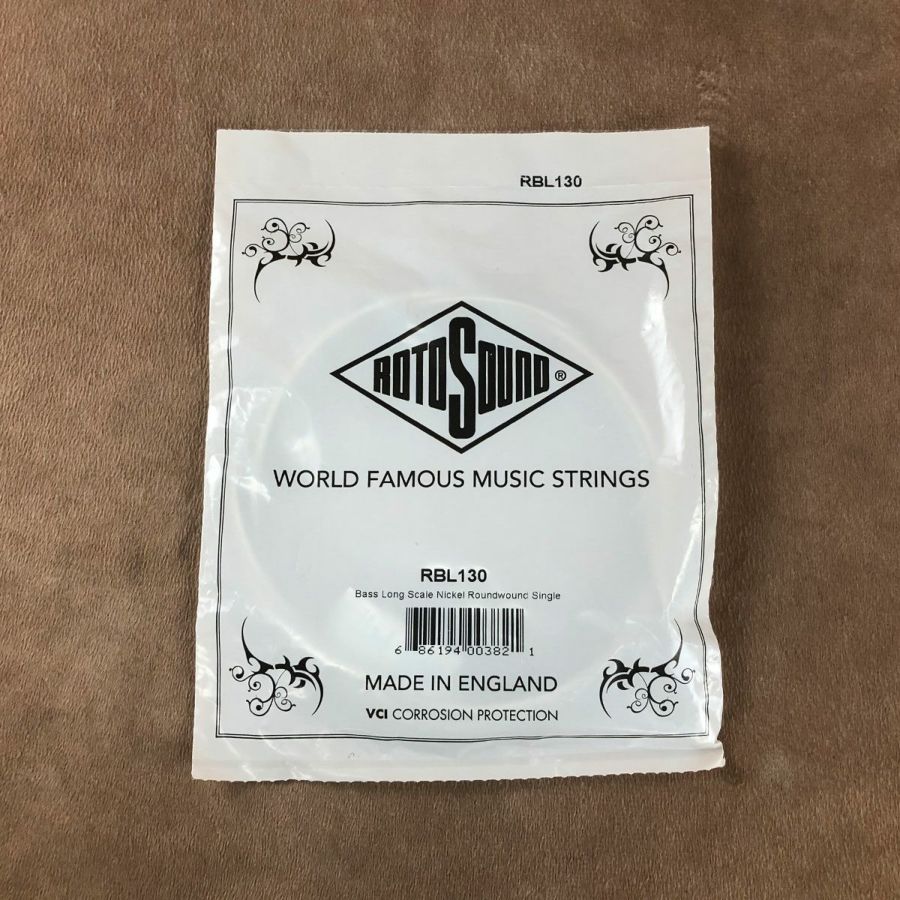 RBL130
ROTOSOUND®
WORLD FAMOUS MUSIC STRINGS
RBL130
Bass Long Scale Nickel Roundwound Single
6 86194 00382 1
MADE IN ENGLAND
VCI CORROSION PROTECTION